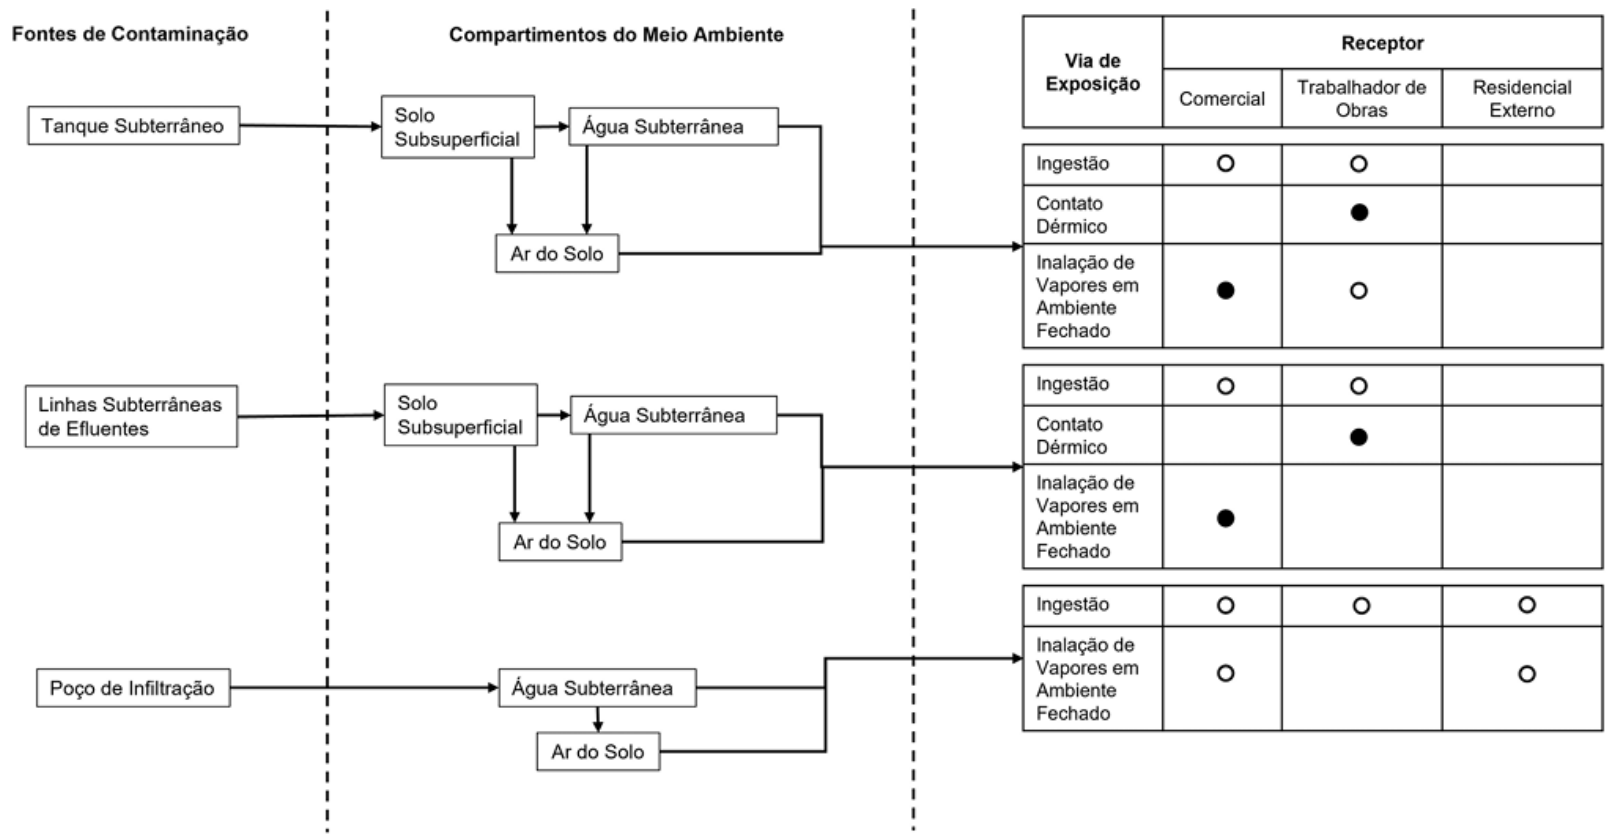 Fontes de Contaminação
Compartimentos do Meio Ambiente
Via de
Exposição
Receptor
Comercial
Trabalhador de
Obras
Residencial
Externo
Tanque Subterrâneo
Solo
Subsuperficial
Água Subterrânea
Ar do Solo
Ingestão
Contato
Dérmico
Inalação de
Vapores em
Ambiente
Fechado
Linhas Subterrâneas
de Efluentes
Solo
Subsuperficial
Água Subterrânea
Ar do Solo
Ingestão
Contato
Dérmico
Inalação de
Vapores em
Ambiente
Fechado
Poço de Infiltração
Água Subterrânea
Ar do Solo
Ingestão
Inalação de
Vapores em
Ambiente
Fechado